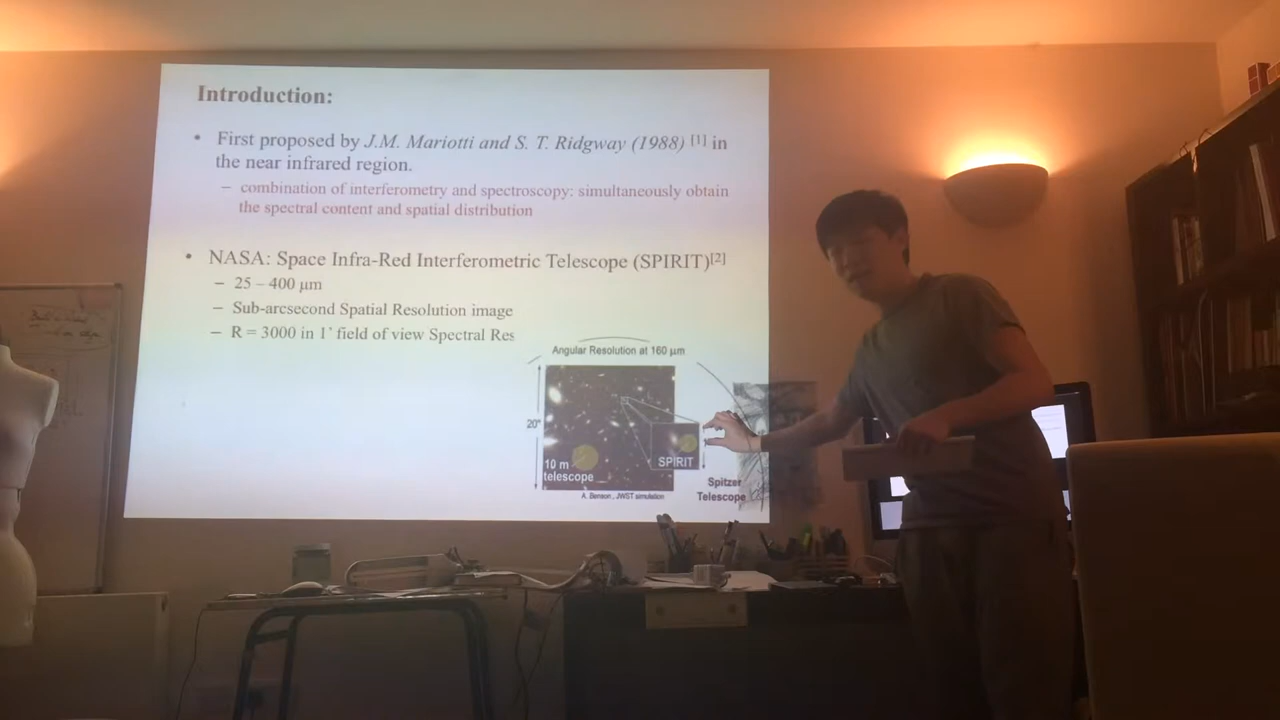 Introduction:
• First proposed by J.M. Mariotti and S. T. Ridgway (1988) [1] in
the near infrared region.
– combination of interferometry and spectroscopy: simultaneously obtain
the spectral content and spatial distribution
• NASA: Space Infra-Red Interferometric Telescope (SPIRIT)[2]
– 25 – 400 μm
– Sub-arcsecond Spatial Resolution image
– R = 3000 in 1' field of view Spectral Res
Angular Resolution at 160 μm
20"
10 m
telescope
SPIRIT
Spitzer
Telescope
A. Benson , JWST simulation